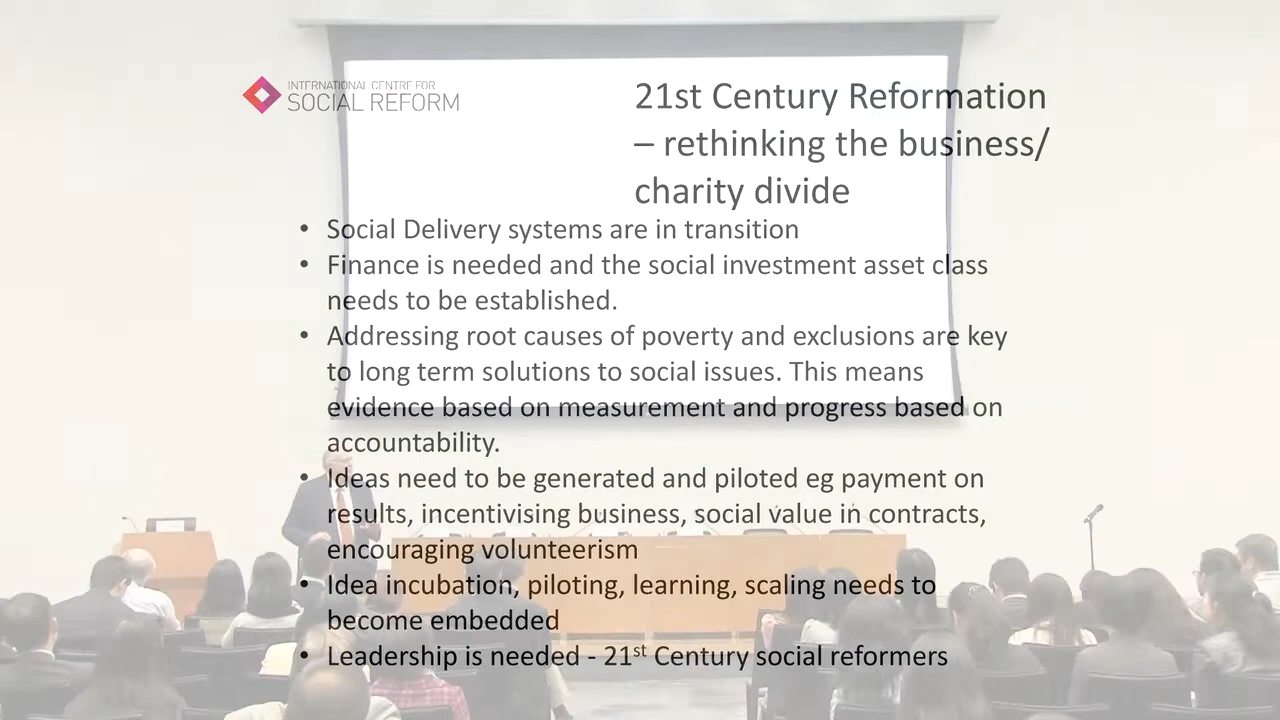 INTERNATIONAL CENTRE FOR
SOCIAL REFORM
21st Century Reformation
– rethinking the business/
charity divide
• Social Delivery systems are in transition
• Finance is needed and the social investment asset class
needs to be established.
• Addressing root causes of poverty and exclusions are key
to long term solutions to social issues. This means
evidence based on measurement and progress based on
accountability.
• Ideas need to be generated and piloted eg payment on
results, incentivising business, social value in contracts,
encouraging volunteerism
• Idea incubation, piloting, learning, scaling needs to
become embedded
• Leadership is needed - 21st Century social reformers